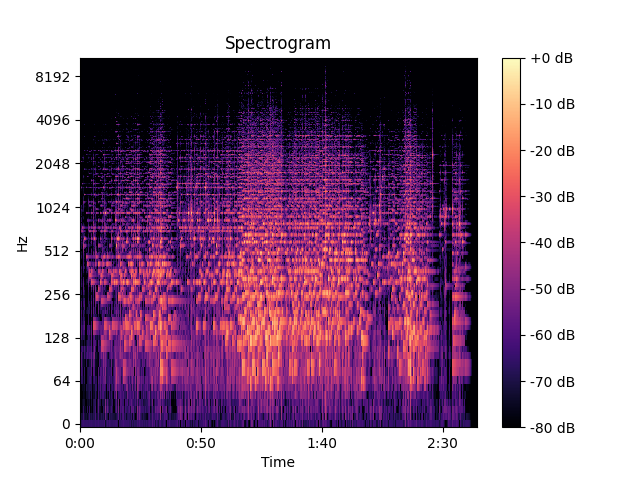 Spectrogram
Hz
8192
4096
2048
1024
512
256
128
64
0
0:00
0:50
1:40
2:30
Time
+0 dB
-10 dB
-20 dB
-30 dB
-40 dB
-50 dB
-60 dB
-70 dB
-80 dB